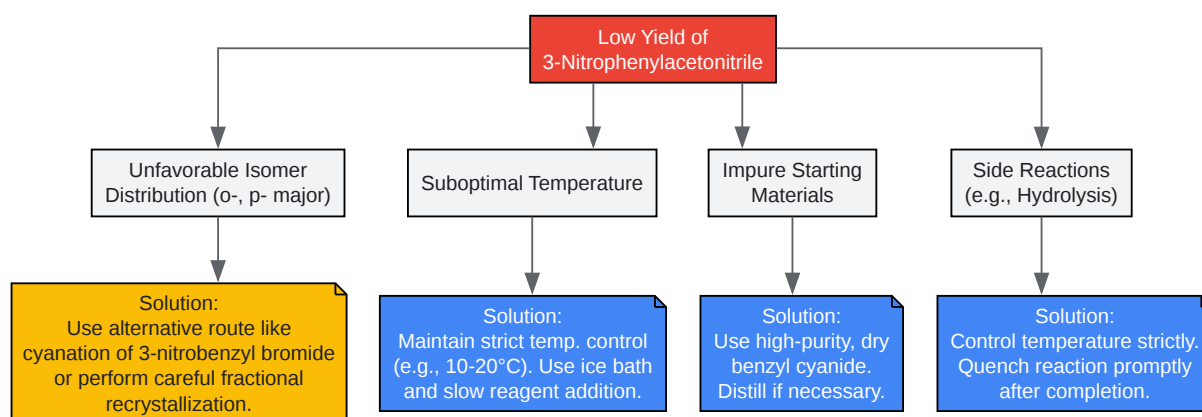 Low Yield of
3-Nitrophenylacetonitrile
Unfavorable Isomer
Distribution (o-, p- major)
Suboptimal Temperature
Impure Starting
Materials
Side Reactions
(e.g., Hydrolysis)
Solution:
Use alternative route like
cyanation of 3-nitrobenzyl bromide
or perform careful fractional
recrystallization.
Solution:
Maintain strict temp. control
(e.g., 10-20°C). Use ice bath
and slow reagent addition.
Solution:
Use high-purity, dry
benzyl cyanide.
Distill if necessary.
Solution:
Control temperature strictly.
Quench reaction promptly
after completion.